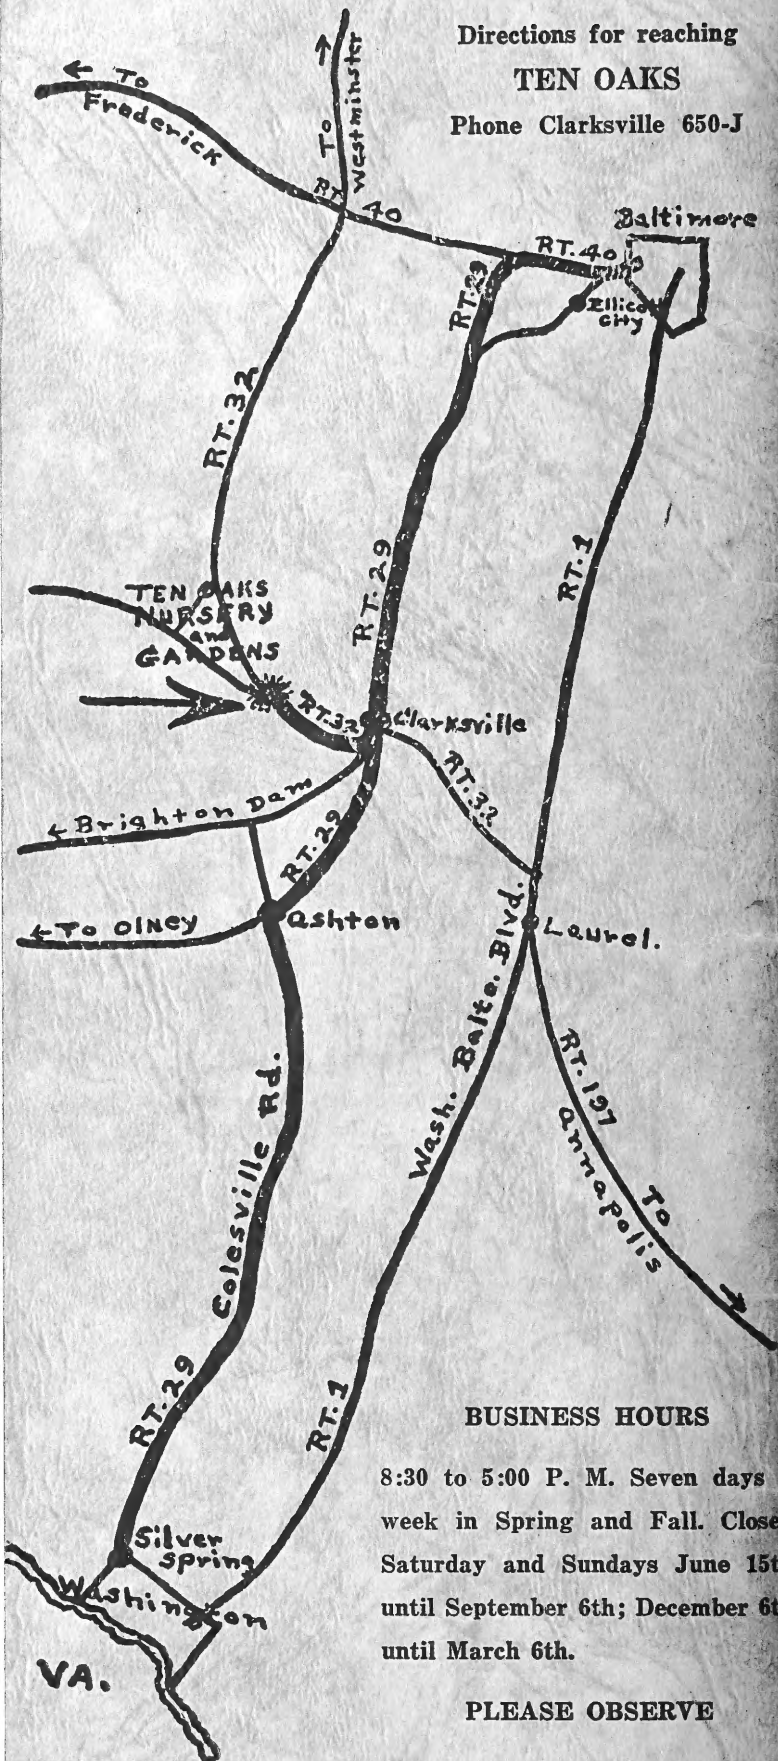 Directions for reaching
TEN OAKS
Phone Clarksville 650-J
← To
Frederick
To
Westminster
RT. 40
Baltimore
RT. 40
RT. 29
Ellicott
City
RT. 32
RT. 29
RT. 1
TEN OAKS
NURSERY
and
GARDENS
RT. 32
Clarksville
RT. 32
← Brighton Dam
RT. 29
← To Olney
Ashton
Laurel.
Wash. Balto. Blvd.
Colesville Rd.
RT. 197
To
annapolis
RT. 29
RT. 1
BUSINESS HOURS
8:30 to 5:00 P. M. Seven days
week in Spring and Fall. Close
Saturday and Sundays June 15t
until September 6th; December 6t
until March 6th.
PLEASE OBSERVE
Silver
Spring
Washington
VA.